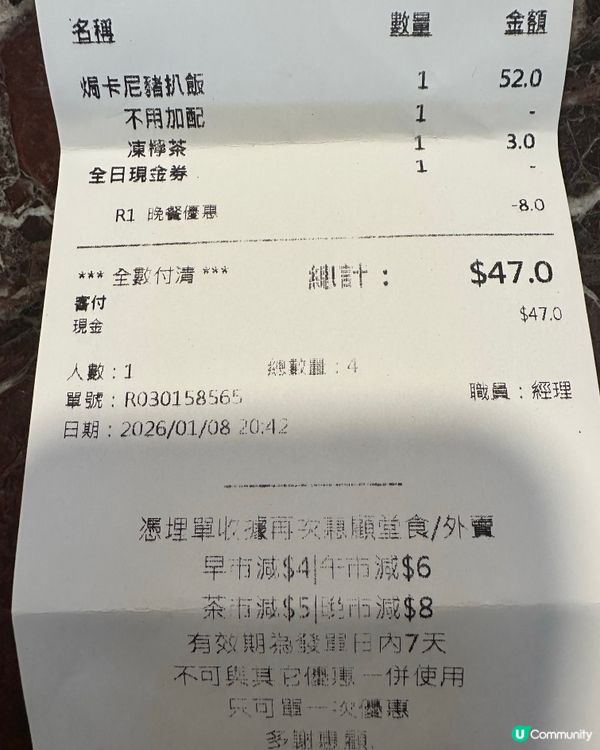 名稱 數量 金額
焗卡尼豬扒飯 1 52.0
不用加配 1 -
凍檸茶 1 3.0
全日現金券 1 -
R1 晚餐優惠 -8.0
*** 全數付清 *** 總計： $47.0
實付
現金 $47.0
人數：1 總數量：4
單號：R030158565 職員：經理
日期：2026/01/08 20:42
憑埋單收據再次惠顧堂食/外賣
早市減$4|午市減$6
茶市減$5|晚市減$8
有效期為發單日內7天
不可與其它優惠一併使用
只可單一次優惠
多謝惠顧
U Community